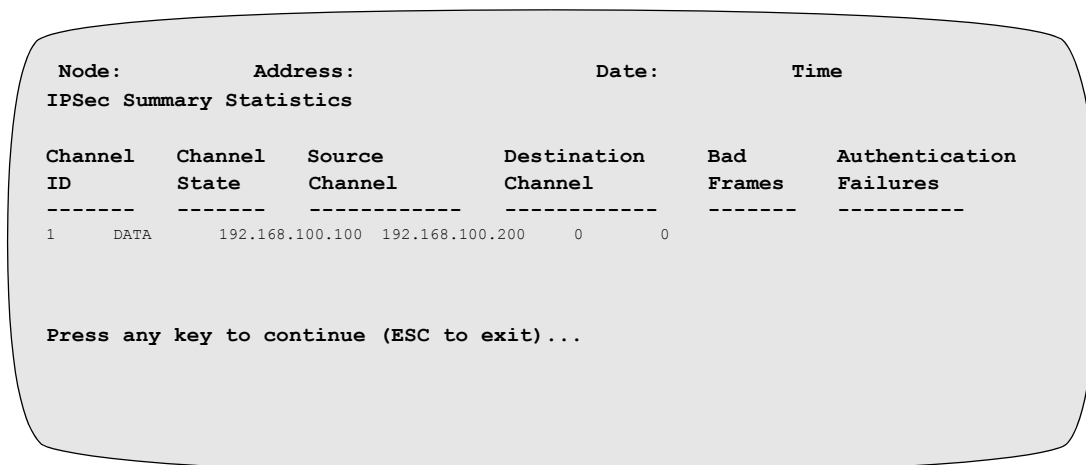 Node: Address: Date: Time
IPSec Summary Statistics
Channel Channel Source Destination Bad Authentication
ID State Channel Channel Frames Failures
------- ------- ------------ ------------ ------- ----------
1 DATA 192.168.100.100 192.168.100.200 0 0
Press any key to continue (ESC to exit)...